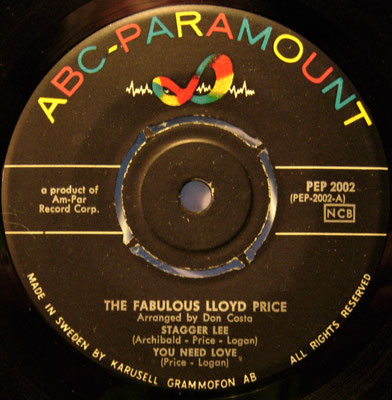 ABC-PARAMOUNT
a product of
Am-Par
Record Corp.
PEP 2002
(PEP-2002-A)
NCB
THE FABULOUS LLOYD PRICE
Arranged by Don Costa
STAGGER LEE
(Archibald - Price - Logan)
YOU NEED LOVE
(Price - Logan)
MADE IN SWEDEN BY KARUSELL GRAMMOFON AB
ALL RIGHTS RESERVED